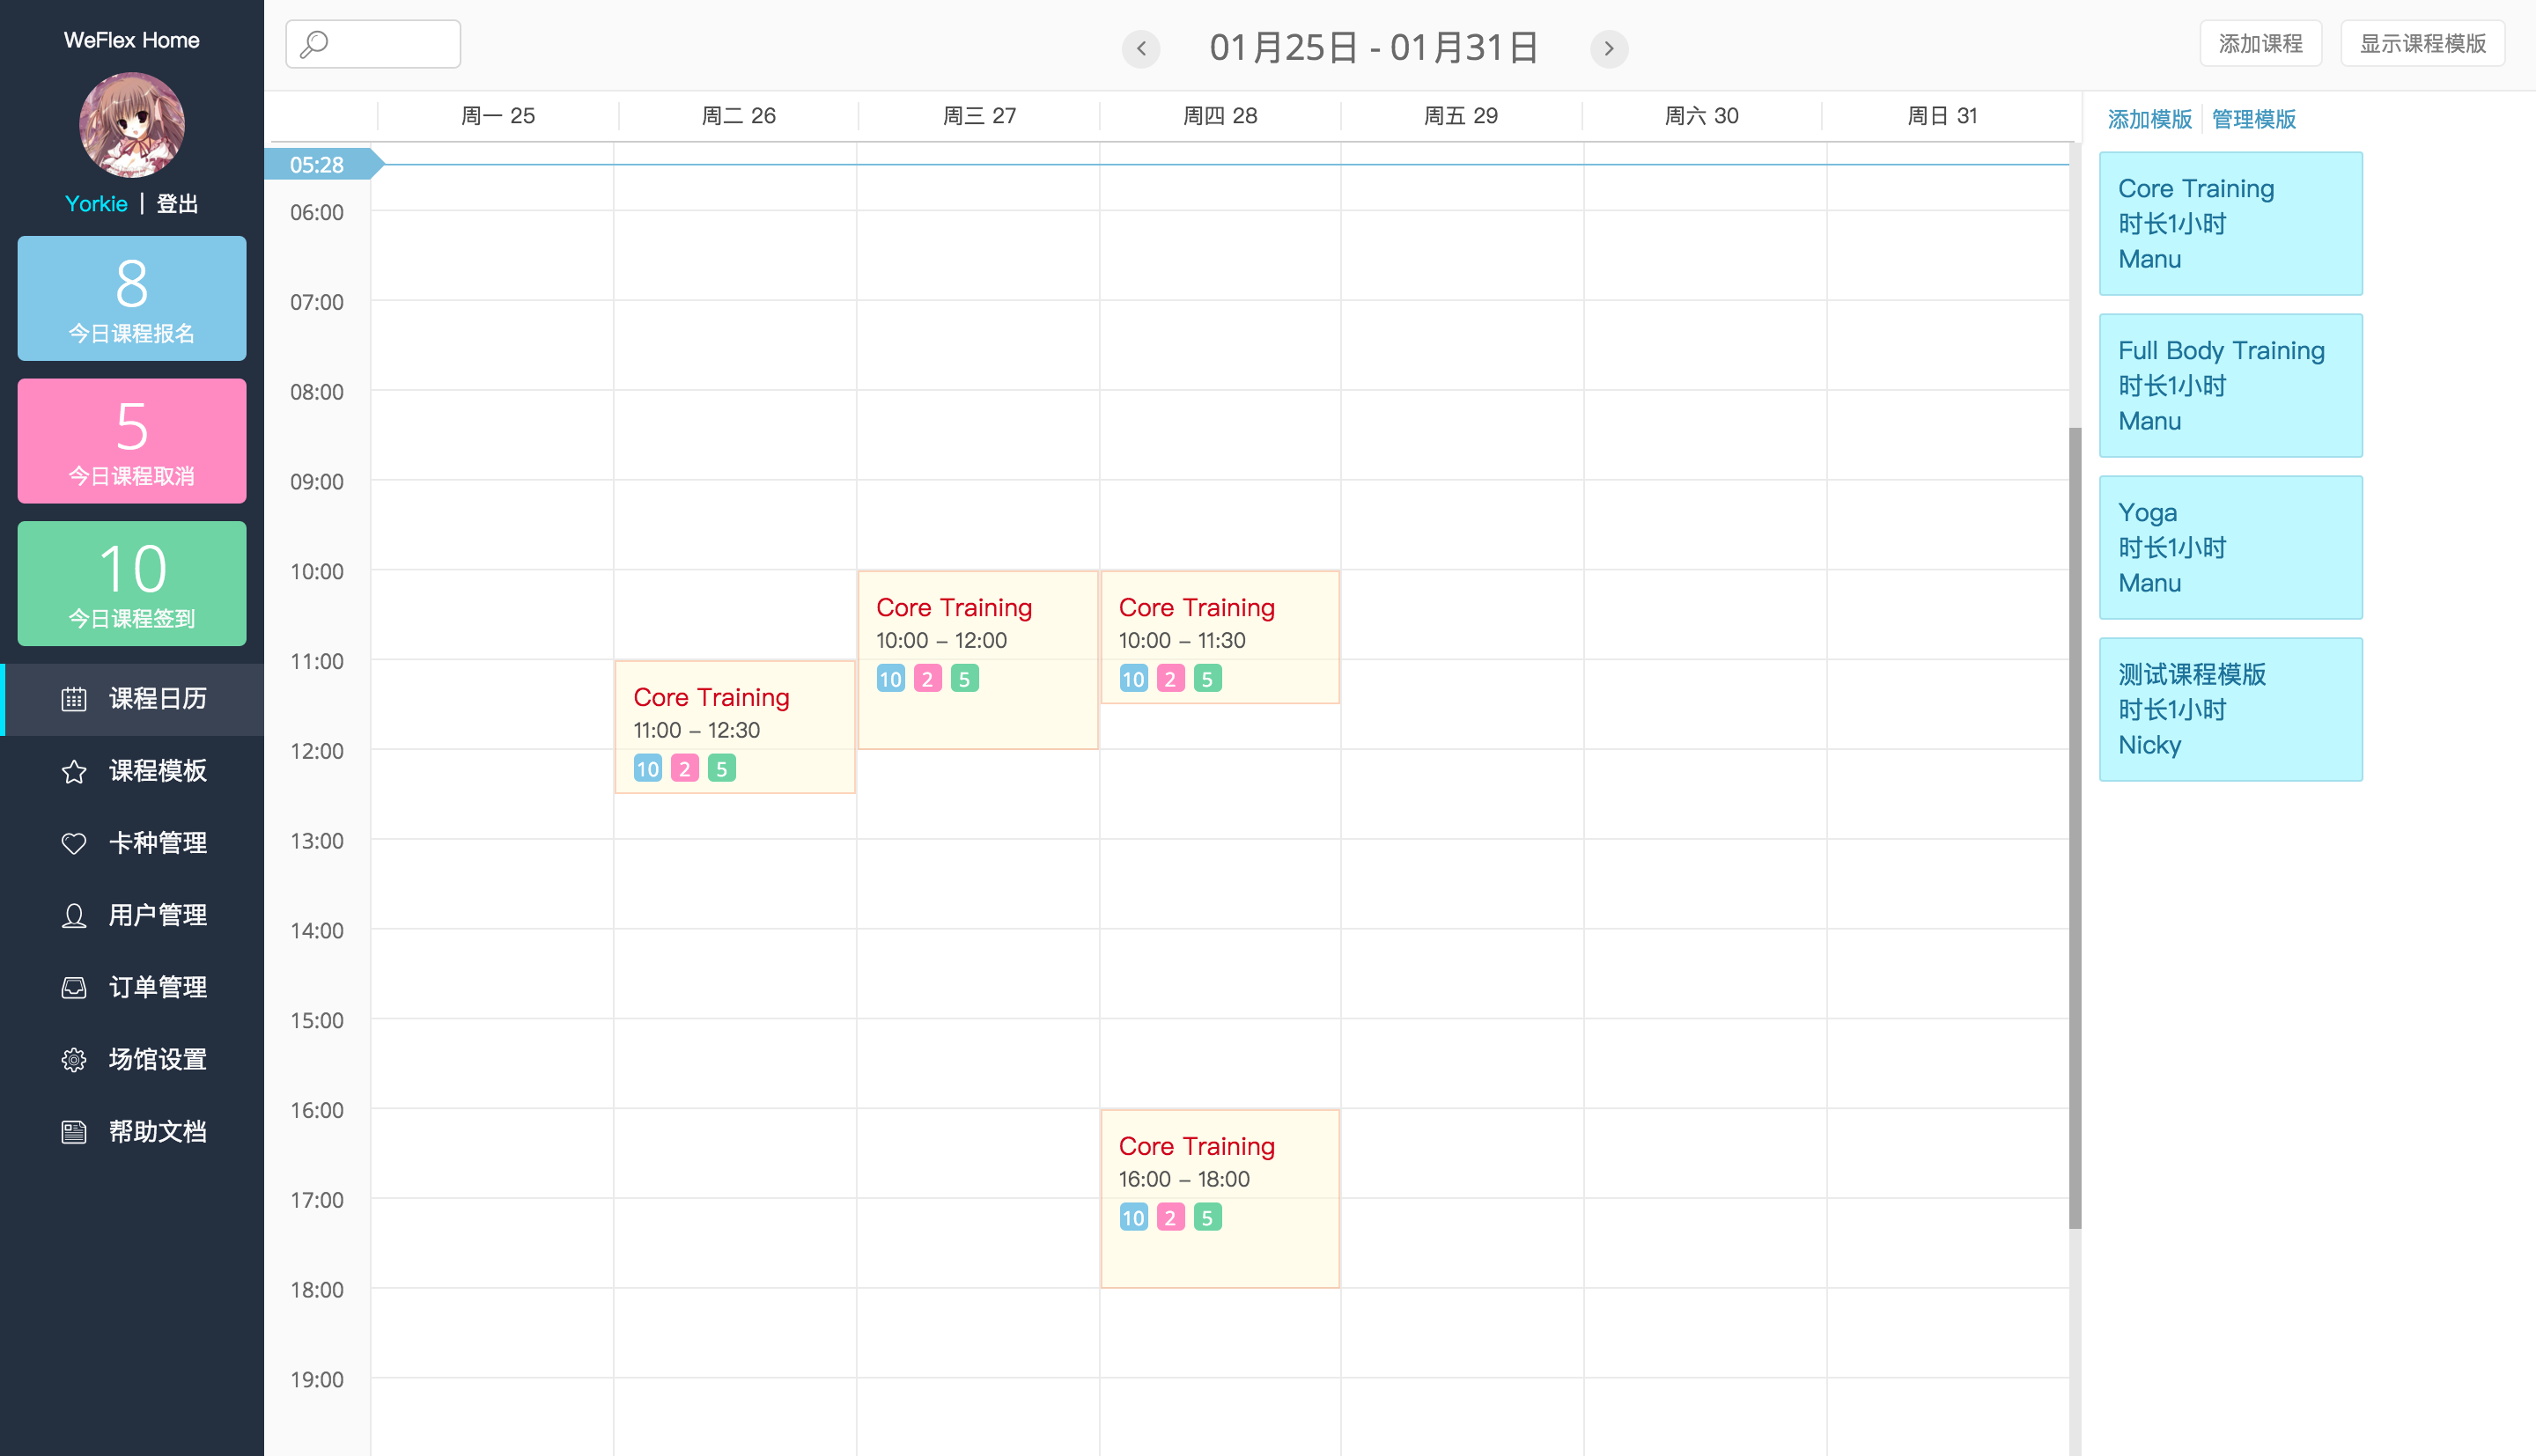 WeFlex Home
Yorkie | 登出
8
今日课程报名
5
今日课程取消
10
今日课程签到
课程日历
课程模板
卡种管理
用户管理
订单管理
场馆设置
帮助文档
01月25日 - 01月31日
添加课程
显示课程模版
周一 25
周二 26
周三 27
周四 28
周五 29
周六 30
周日 31
05:28
06:00
07:00
08:00
09:00
10:00
11:00
12:00
13:00
14:00
15:00
16:00
17:00
18:00
19:00
Core Training
11:00 – 12:30
10 2 5
Core Training
10:00 – 12:00
10 2 5
Core Training
10:00 – 11:30
10 2 5
Core Training
16:00 – 18:00
10 2 5
添加模版 管理模版
Core Training
时长1小时
Manu
Full Body Training
时长1小时
Manu
Yoga
时长1小时
Manu
测试课程模版
时长1小时
Nicky